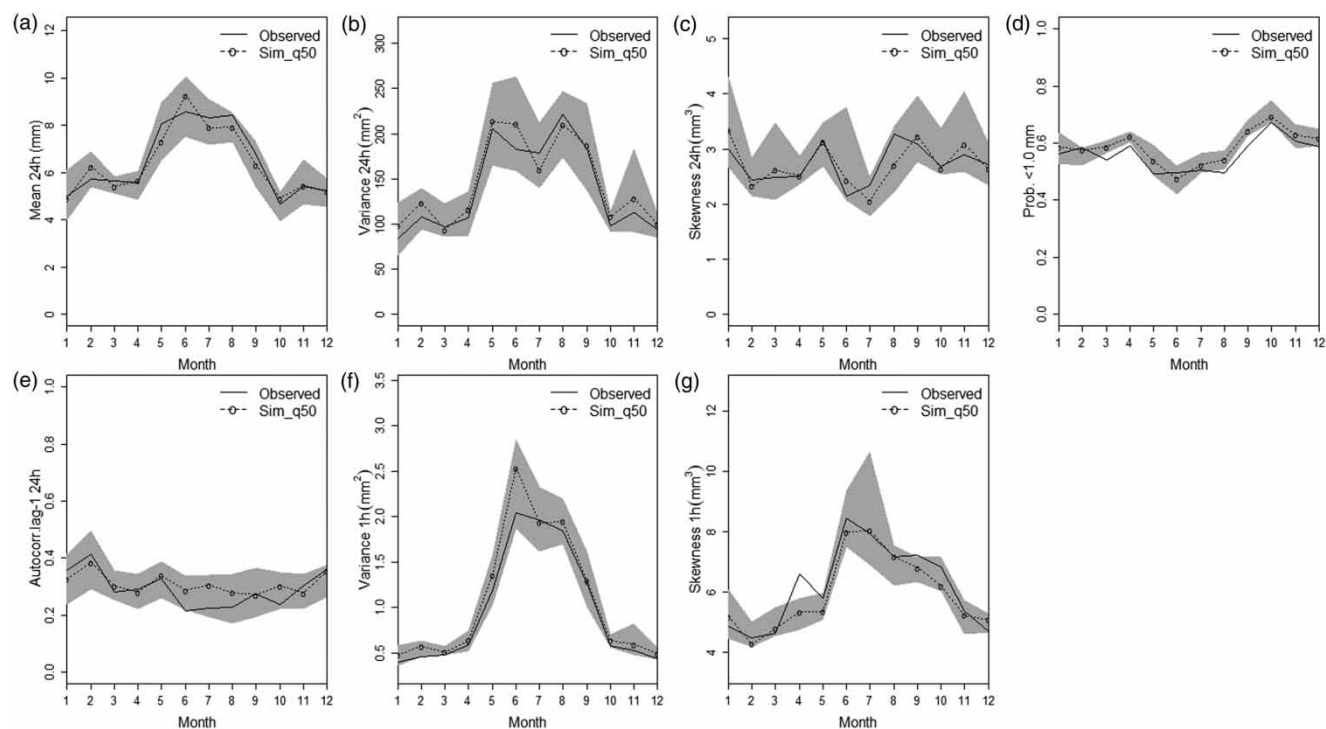 (a)
Observed
Sim_q50
Mean 24h (mm)
0 2 4 6 8 10 12
1 2 3 4 5 6 7 8 9 10 11 12
Month
(b)
Observed
Sim_q50
Variance 24h(mm²)
0 50 100 150 200 250 300
1 2 3 4 5 6 7 8 9 10 11 12
Month
(c)
Observed
Sim_q50
Skewness 24h(mm³)
0 1 2 3 4 5
1 2 3 4 5 6 7 8 9 10 11 12
Month
(d)
Observed
Sim_q50
Prob. <1.0 mm
0.0 0.2 0.4 0.6 0.8 1.0
1 2 3 4 5 6 7 8 9 10 11 12
Month
(e)
Observed
Sim_q50
Autocorr.lag-1 24h
0.0 0.2 0.4 0.6 0.8 1.0
1 2 3 4 5 6 7 8 9 10 11 12
Month
(f)
Observed
Sim_q50
Variance 1h(mm²)
0.5 1.0 1.5 2.0 2.5 3.0 3.5
1 2 3 4 5 6 7 8 9 10 11 12
Month
(g)
Observed
Sim_q50
Skewness 1h(mm³)
4 6 8 10 12
1 2 3 4 5 6 7 8 9 10 11 12
Month